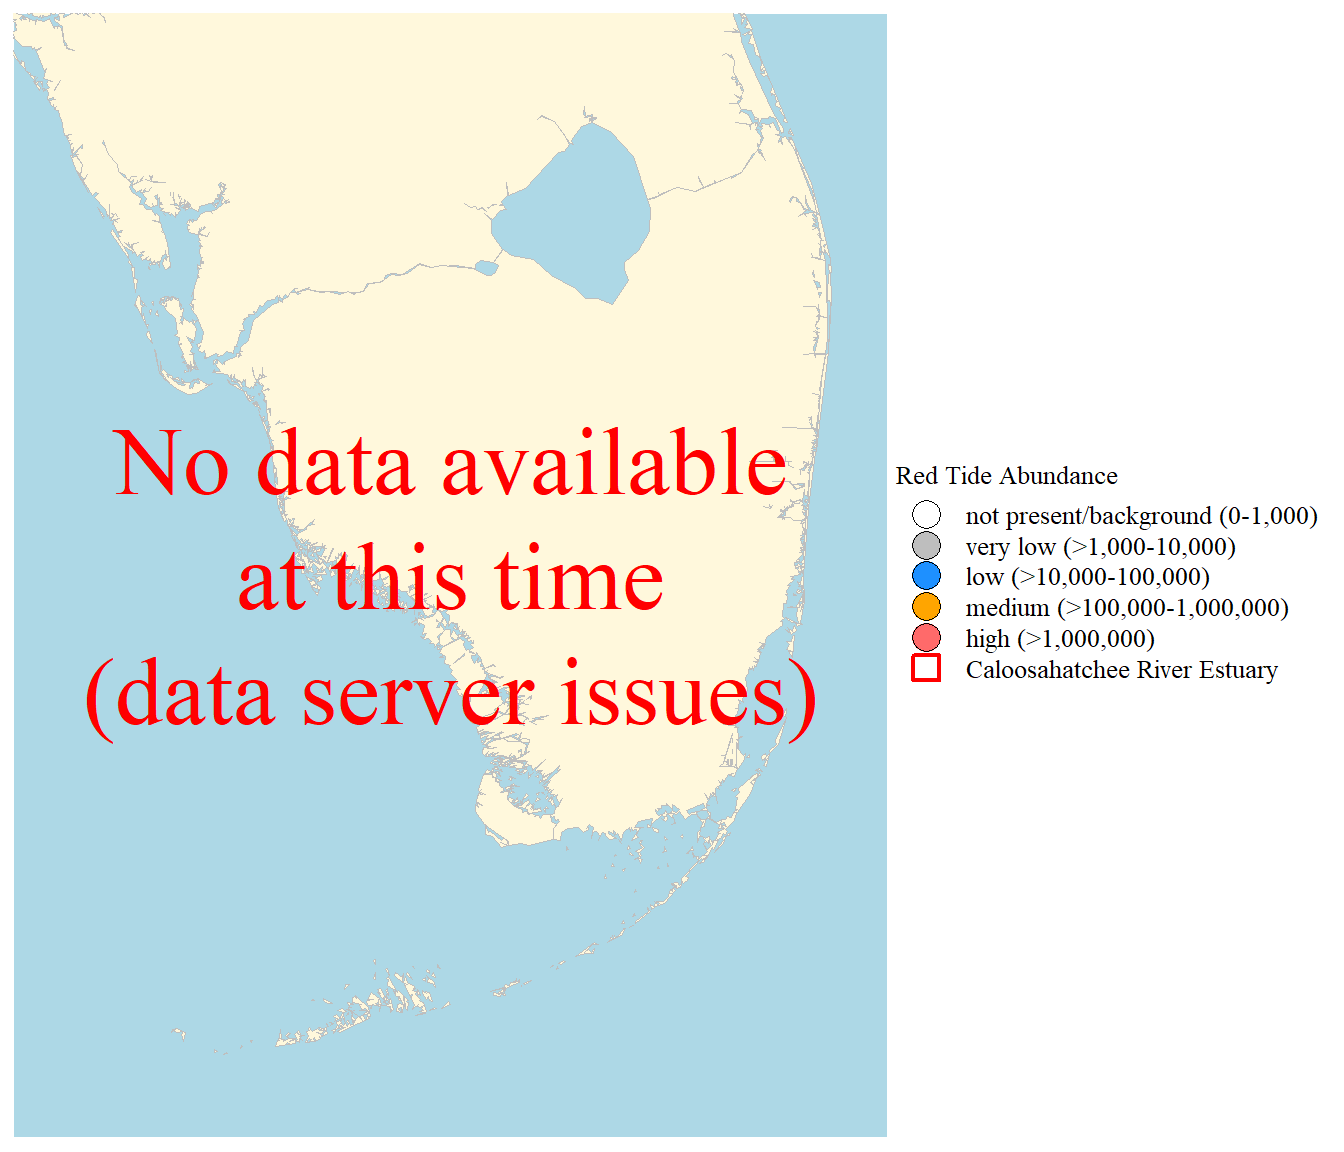 No data available
at this time
(data server issues)
Red Tide Abundance
not present/background (0-1,000)
very low (>1,000-10,000)
low (>10,000-100,000)
medium (>100,000-1,000,000)
high (>1,000,000)
Caloosahatchee River Estuary